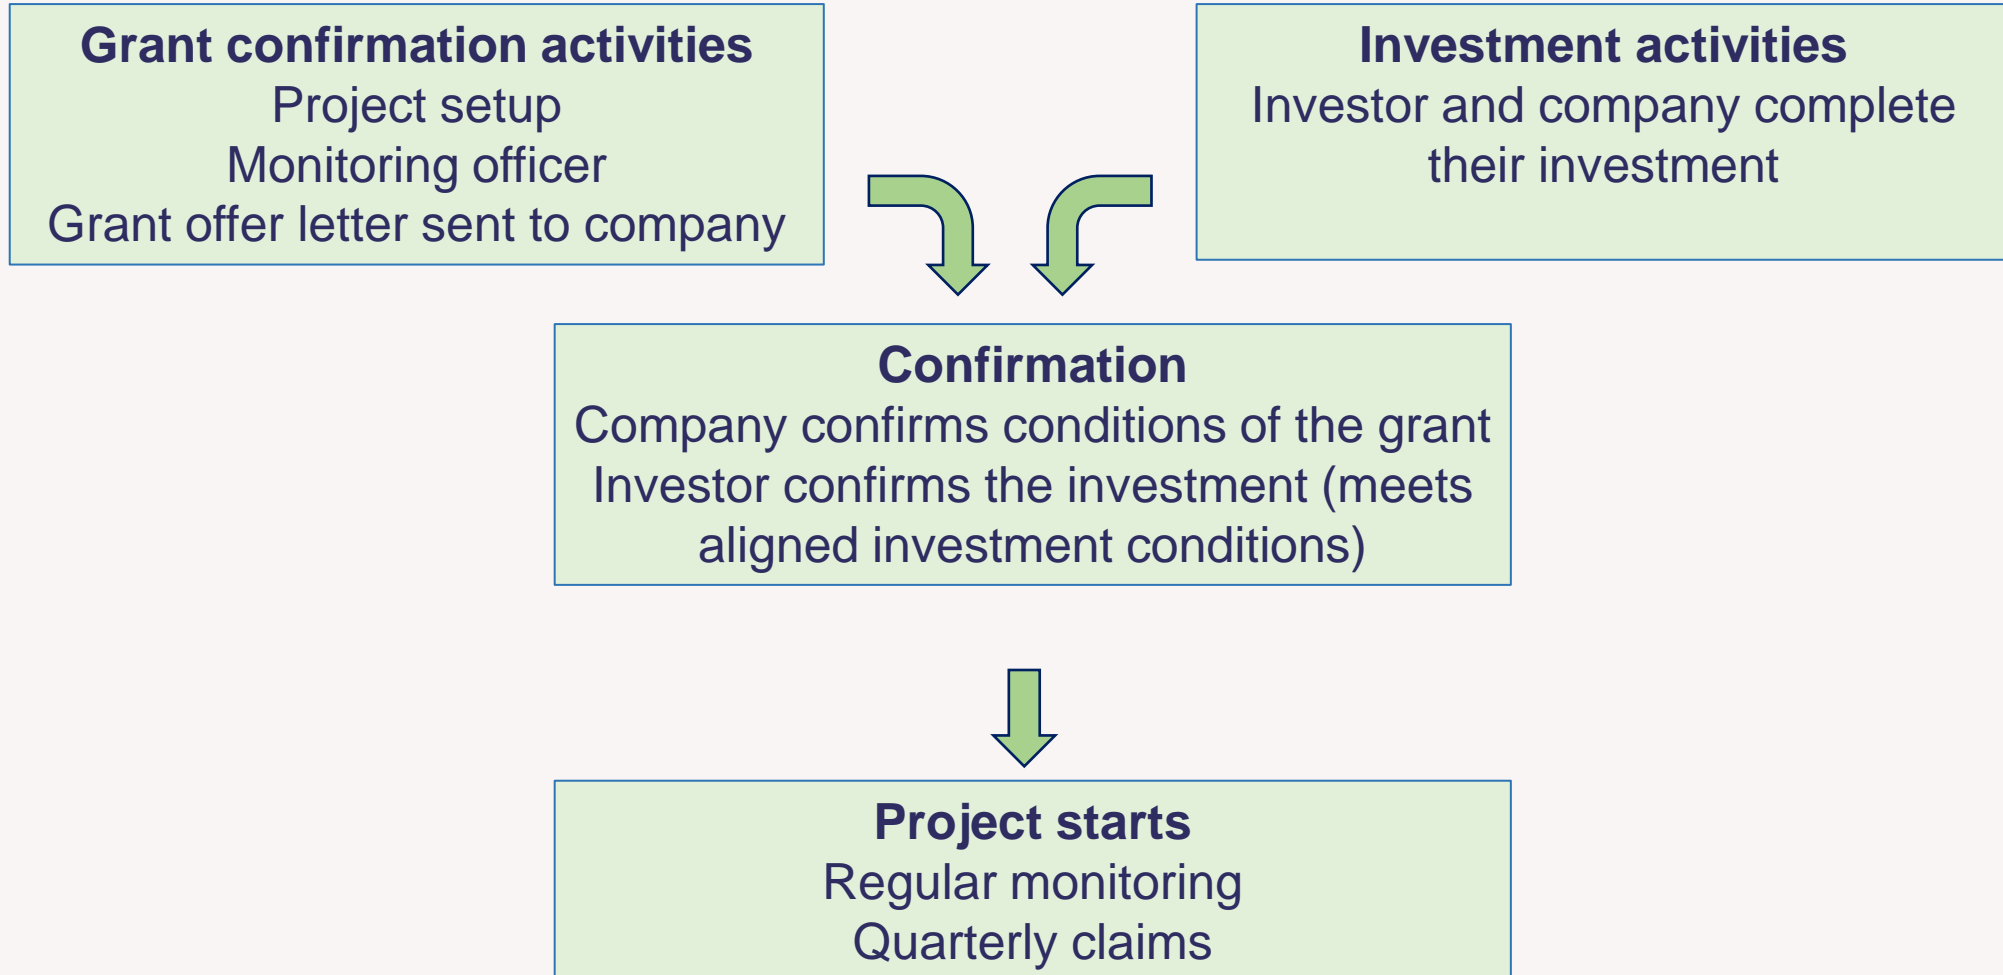 Grant confirmation activities
Project setup
Monitoring officer
Grant offer letter sent to company
Investment activities
Investor and company complete
their investment
Confirmation
Company confirms conditions of the grant
Investor confirms the investment (meets
aligned investment conditions)
Project starts
Regular monitoring
Quarterly claims